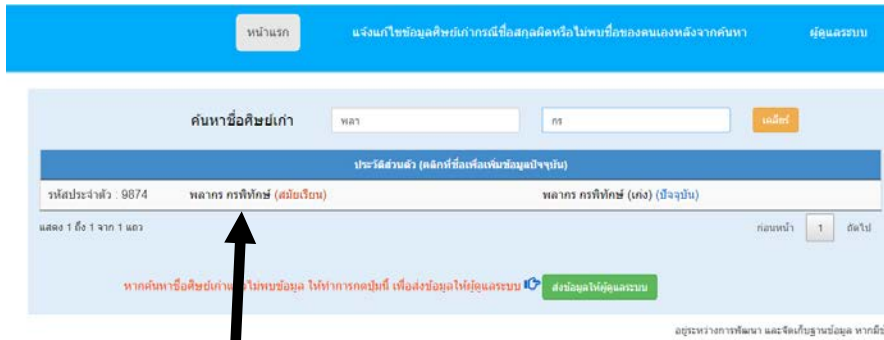 หน้าแรก แจ้งแก้ไขข้อมูลศิษย์เก่ากรณีชื่อสกุลผิดหรือไม่พบชื่อของตนเองหลังจากค้นหา ผู้ดูแลระบบ
ค้นหาชื่อศิษย์เก่า พลา กร เคลียร์
ประวัติส่วนตัว (คลิกที่ชื่อเพื่อเพิ่มข้อมูลปัจจุบัน)
รหัสประจำตัว : 9874 พลากร กรพิทักษ์ (สมัยเรียน) พลากร กรพิทักษ์ (เก่ง) (ปัจจุบัน)
แสดง 1 ถึง 1 จาก 1 แถว ก่อนหน้า 1 ถัดไป
หากค้นหาชื่อศิษย์เก่า ไม่พบข้อมูล ให้ทำการกดปุ่มนี้ เพื่อส่งข้อมูลให้ผู้ดูแลระบบ ส่งข้อมูลให้ผู้ดูแลระบบ
อยู่ระหว่างการพัฒนา และจัดเก็บฐานข้อมูล หากมี